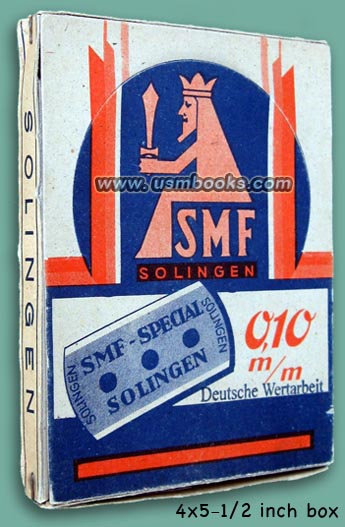 SOLINGEN
www.usmbooks.com
SMF
SOLINGEN
SMF-SPECIAL
SOLINGEN
SOLINGEN
SOLINGEN
0,10
m/m
Deutsche Wertarbeit
4x5-1/2 inch box